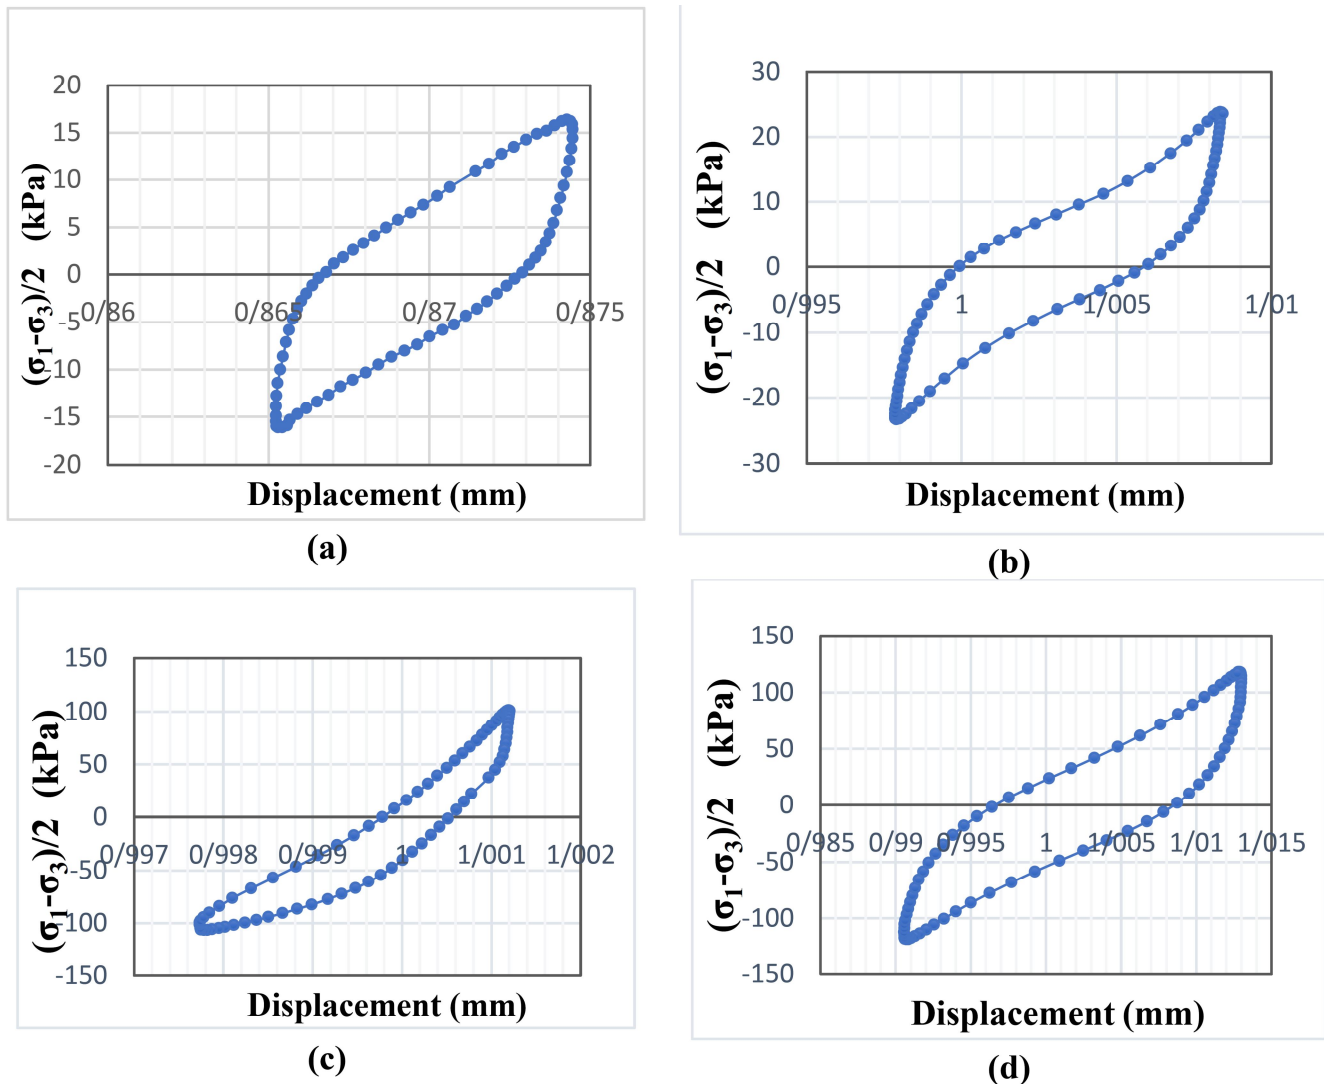 20
15
10
5
0
-5
-10
-15
-20
0/86 0/865 0/87 0/875
(σ1-σ3)/2 (kPa)
Displacement (mm)
(a)
30
20
10
0
-10
-20
-30
0/995 1 1/005 1/01
(σ1-σ3)/2 (kPa)
Displacement (mm)
(b)
150
100
50
0
-50
-100
-150
0/997 0/998 0/999 1 1/001 1/002
(σ1-σ3)/2 (kPa)
Displacement (mm)
(c)
150
100
50
0
-50
-100
-150
0/985 0/99 0/995 1 1/005 1/01 1/015
(σ1-σ3)/2 (kPa)
Displacement (mm)
(d)